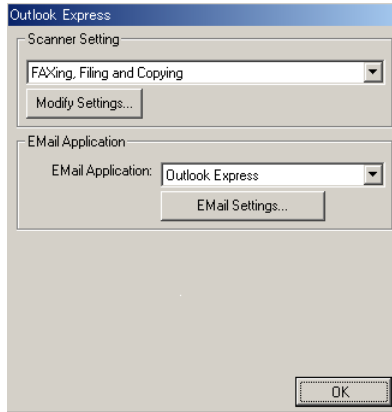 Outlook Express
Scanner Setting
FAXing, Filing and Copying
Modify Settings...
EMail Application
EMail Application: Outlook Express
EMail Settings...
OK